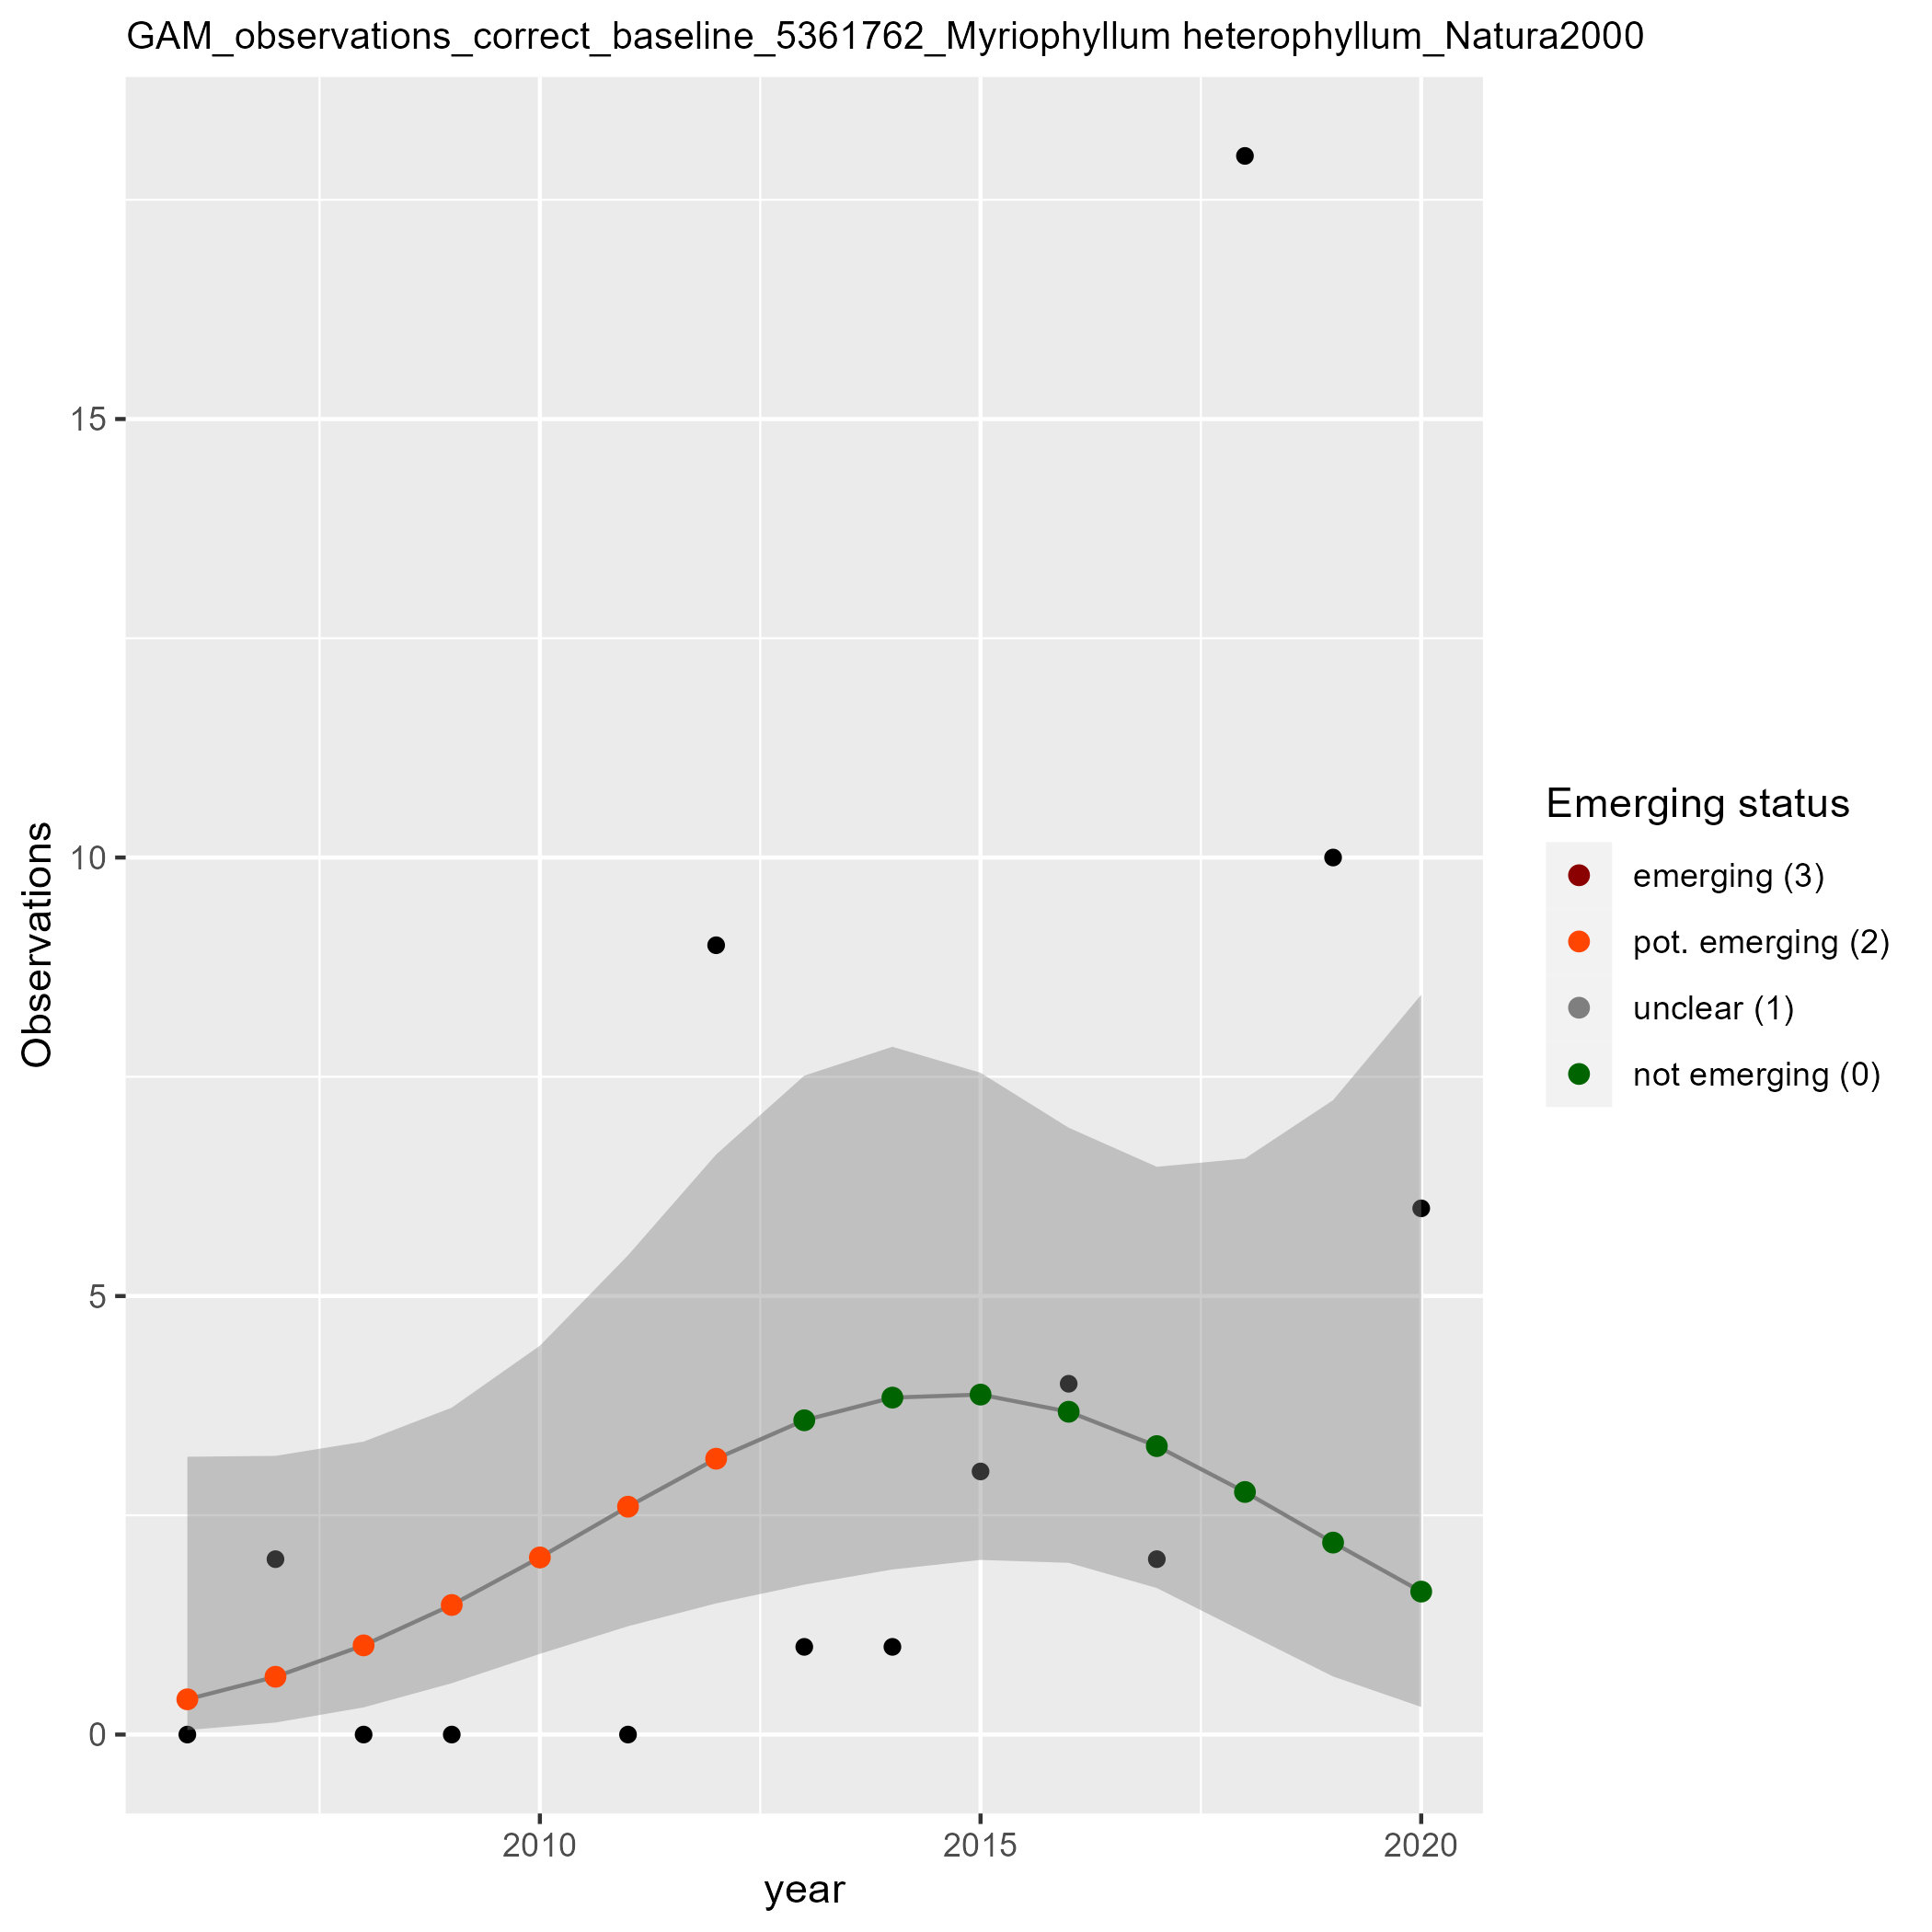 GAM_observations_correct_baseline_5361762_Myriophyllum heterophyllum_Natura2000
15
10
5
0
Observations
2010
2015
2020
year
Emerging status
emerging (3)
pot. emerging (2)
unclear (1)
not emerging (0)